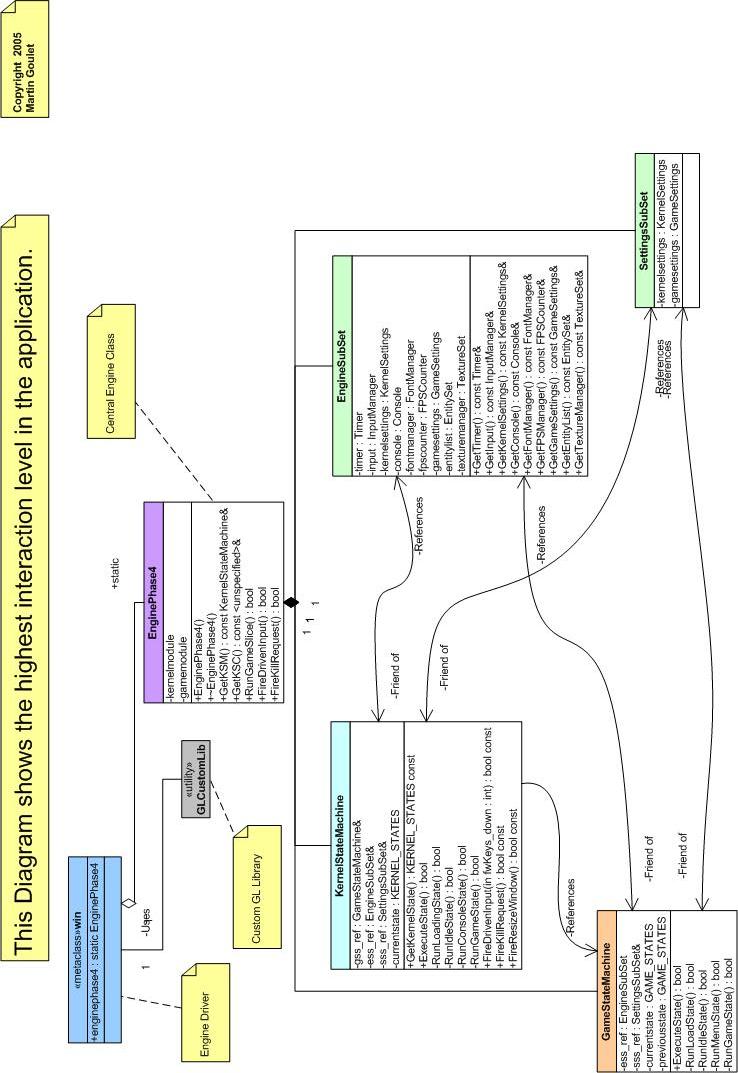 This Diagram shows the highest interaction level in the application.
Copyright 2005
Martin Goulet
«metaclass»win
+enginephase4 : static EnginePhase4
Engine Driver
1
-Uses
+static
«utility»
GLCustomLib
Custom GL Library
EnginePhase4
-kernelmodule
-gamemodule
+EnginePhase4()
+~EnginePhase4()
+GetKSM() : const KernelStateMachine&
+GetKSC() : const <unspecified>&
+RunGameSlice() : bool
+FireDrivenInput() : bool
+FireKillRequest() : bool
Central Engine Class
1
1
1
KernelStateMachine
-gss_ref : GameStateMachine&
-ess_ref : EngineSubSet&
-sss_ref : SettingsSubSet&
-currentstate : KERNEL_STATES
+GetKernelState() : KERNEL_STATES const
+ExecuteState() : bool
-RunLoadingState() : bool
-RunIdleState() : bool
-RunConsoleState() : bool
-RunGameState() : bool
+FireDrivenInput(in fwKeys_down : int) : bool const
+FireKillRequest() : bool const
+FireResizeWindow() : bool const
EngineSubSet
-timer : Timer
-input : InputManager
-kernelsettings : KernelSettings
-console : Console
-fontmanager : FontManager
-fpscounter : FPSCounter
-gamesettings : GameSettings
-entitylist : EntitySet
-texturemanager : TextureSet
+GetTimer() : const Timer&
+GetInput() : const InputManager&
+GetKernelSettings() : const KernelSettings&
+GetConsole() : const Console&
+GetFontManager() : const FontManager&
+GetFPSManager() : const FPSCounter&
+GetGameSettings() : const GameSettings&
+GetEntityList() : const EntitySet&
+GetTextureManager() : const TextureSet&
-Friend of
-References
-Friend of
-References
-References
-References
-References
-Friend of
-Friend of
GameStateMachine
-ess_ref : EngineSubSet
-sss_ref : SettingsSubSet&
-currentstate : GAME_STATES
-previousstate : GAME_STATES
+ExecuteState() : bool
-RunLoadState() : bool
-RunIdleState() : bool
-RunMenuState() : bool
-RunGameState() : bool
SettingsSubSet
-kernelsettings : KernelSettings
-gamesettings : GameSettings